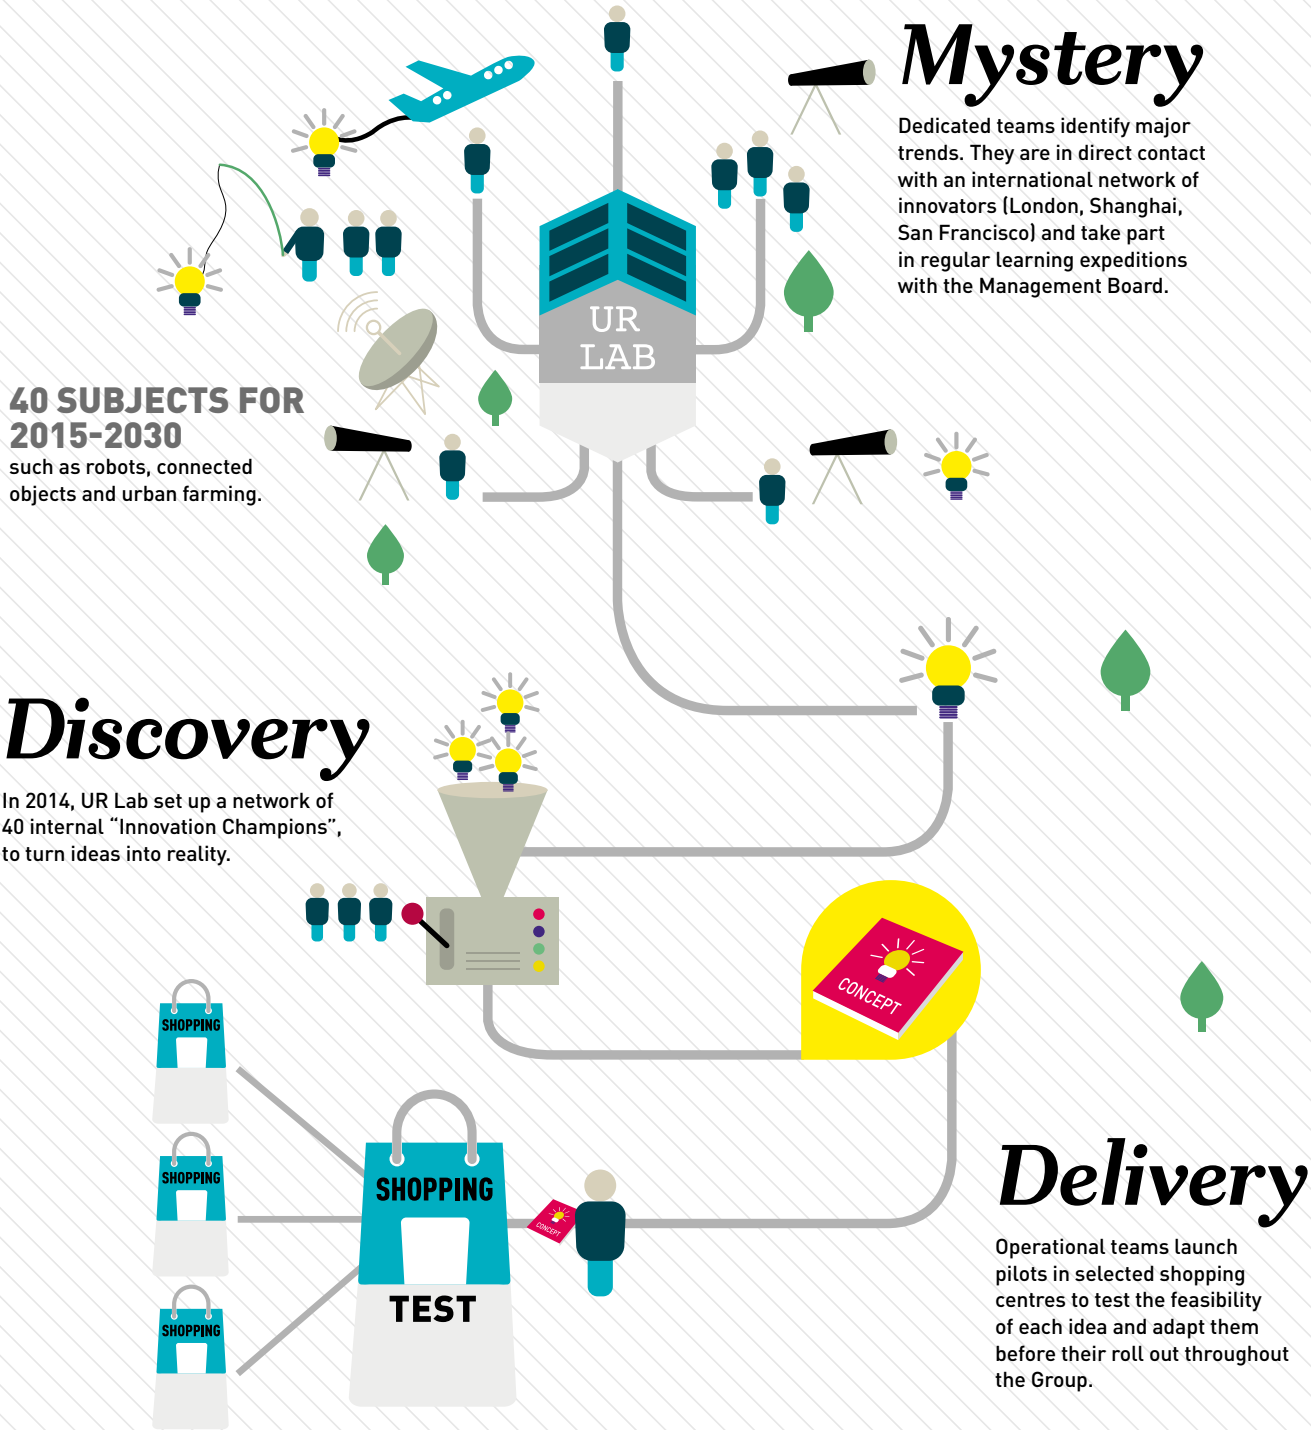 Mystery
Dedicated teams identify major
trends. They are in direct contact
with an international network of
innovators (London, Shanghai,
San Francisco) and take part
in regular learning expeditions
with the Management Board.
UR
LAB
40 SUBJECTS FOR
2015-2030
such as robots, connected
objects and urban farming.
Discovery
In 2014, UR Lab set up a network of
40 internal “Innovation Champions”,
to turn ideas into reality.
CONCEPT
SHOPPING
SHOPPING
SHOPPING
SHOPPING
TEST
CONCEPT
Delivery
Operational teams launch
pilots in selected shopping
centres to test the feasibility
of each idea and adapt them
before their roll out throughout
the Group.